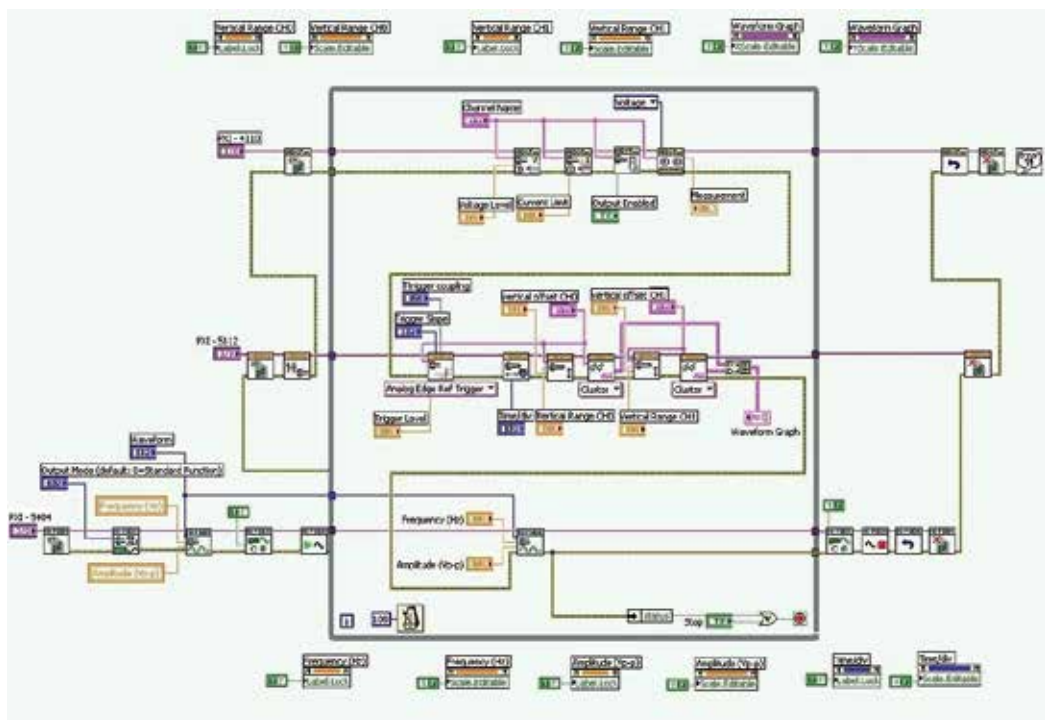 Vertical Range CH0
Vertical Range CH0
Vertical Range CH1
Vertical Range CH1
Waveform Graph
Waveform Graph
Label.Lock
Scale.Editable
Label.Lock
Scale.Editable
Scale.Editable
Scale.Editable
Channel Name
Voltage
PXI - 4110
Voltage Level
Current Limit
Output Enabled
Measurement
Trigger coupling
Trigger Slope
Vertical offset CH0
Vertical offset CH1
PXI - 5112
Analog Edge Ref Trigger
Cluster
Cluster
Trigger Level
Time/div
Vertical Range CH0
Vertical Range CH1
Waveform Graph
Waveform
Output Mode (default: 0=Standard Function)
Frequency (Hz)
PXI - 5404
Frequency (Hz)
Amplitude (Vp-p)
Amplitude (Vp-p)
i
100
status
Stop
Frequency (Hz)
Frequency (Hz)
Amplitude (Vp-p)
Amplitude (Vp-p)
Time/div
Time/div
Label.Lock
Scale.Editable
Label.Lock
Scale.Editable
Label.Lock
Scale.Editable